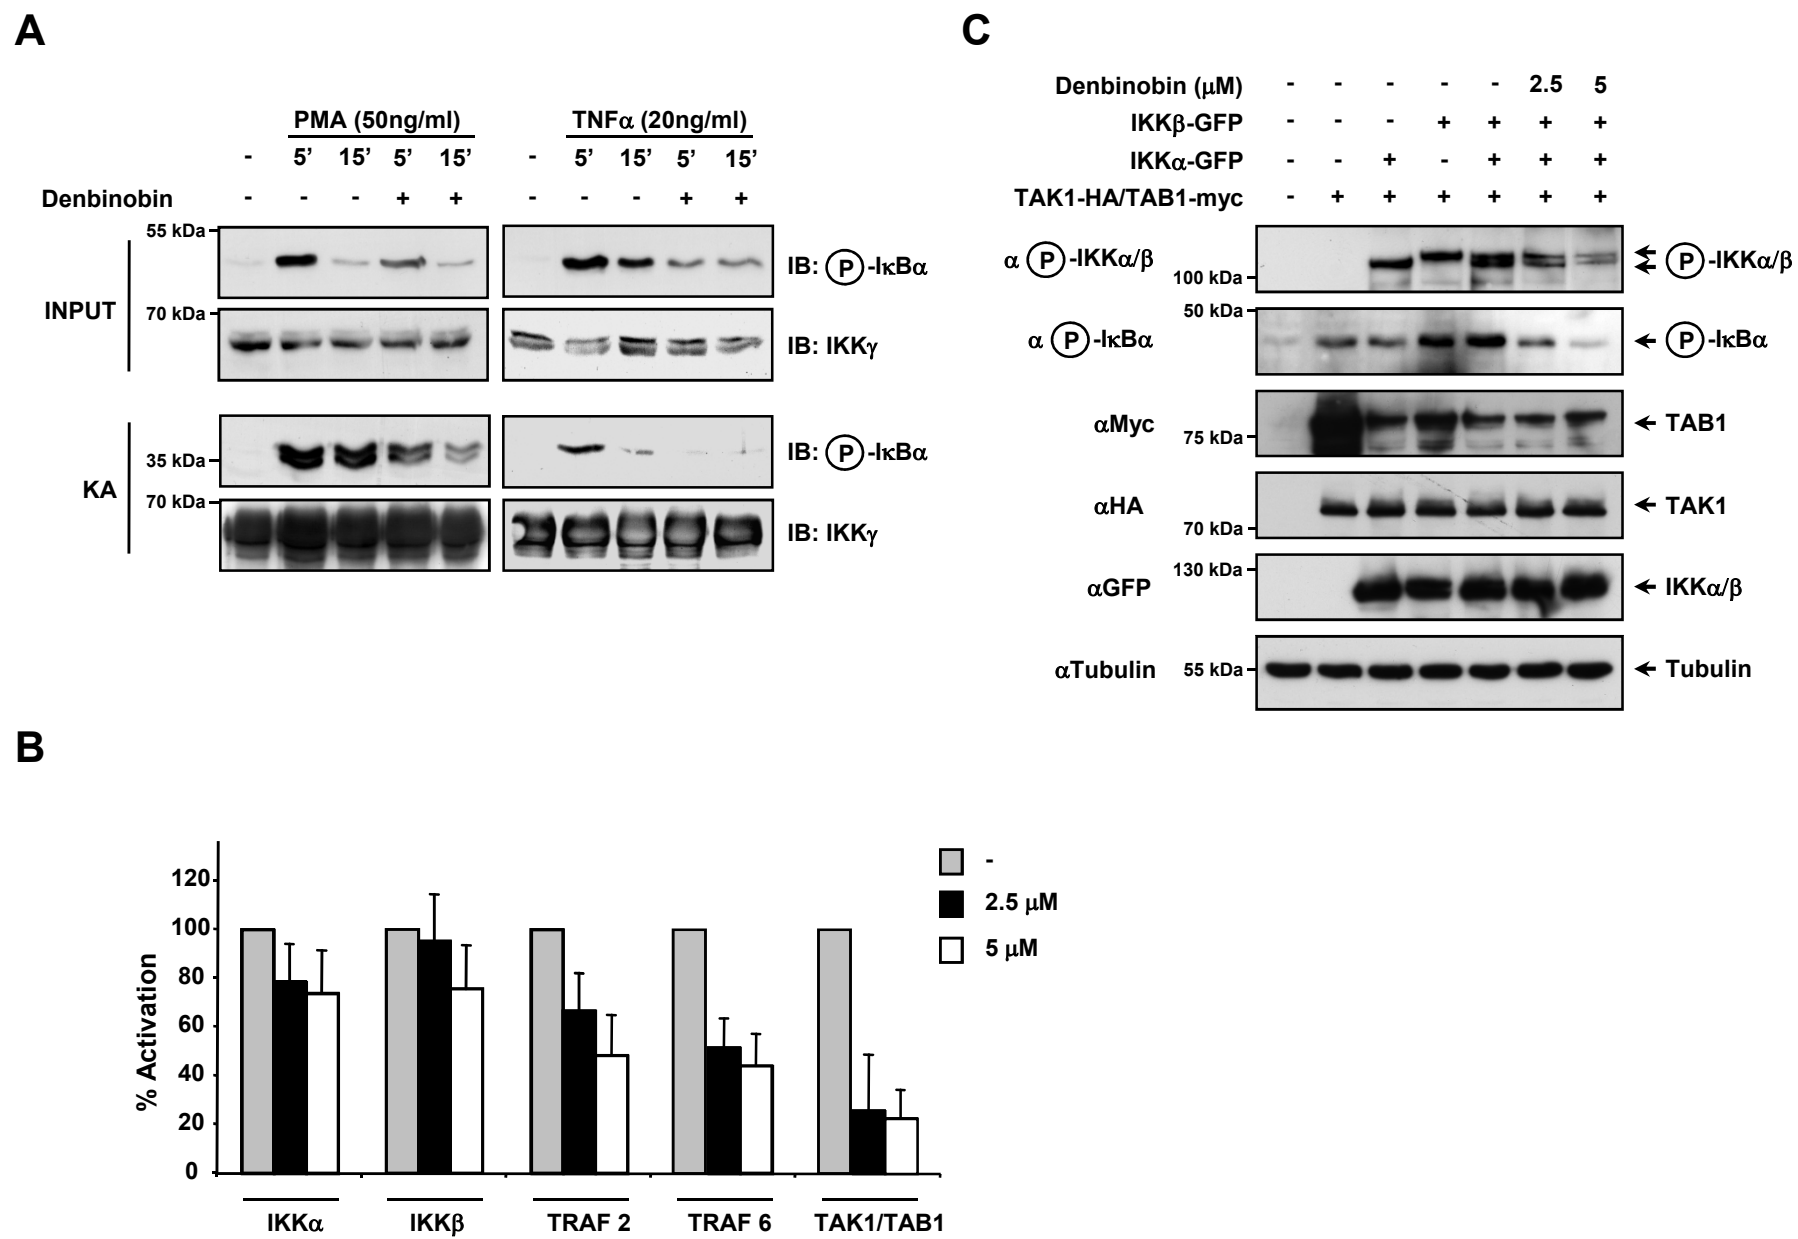 A
PMA (50ng/ml) TNFα (20ng/ml)
- 5’ 15’ 5’ 15’ - 5’ 15’ 5’ 15’
Denbinobin - - - + + - - - + +
55 kDa
IB: P-IκBα
INPUT
70 kDa
IB: IKKγ
KA
35 kDa
IB: P-IκBα
70 kDa
IB: IKKγ
C
Denbinobin (μM) - - - - - 2.5 5
IKKβ-GFP - - - + + + +
IKKα-GFP - - + - + + +
TAK1-HA/TAB1-myc - + + + + + +
α P-IKKα/β 100 kDa P-IKKα/β
50 kDa
α P-IκBα P-IκBα
αMyc 75 kDa TAB1
αHA 70 kDa TAK1
130 kDa
αGFP IKKα/β
αTubulin 55 kDa Tubulin
B
% Activation
120
100
80
60
40
20
0
IKKα IKKβ TRAF 2 TRAF 6 TAK1/TAB1
-
2.5 μM
5 μM